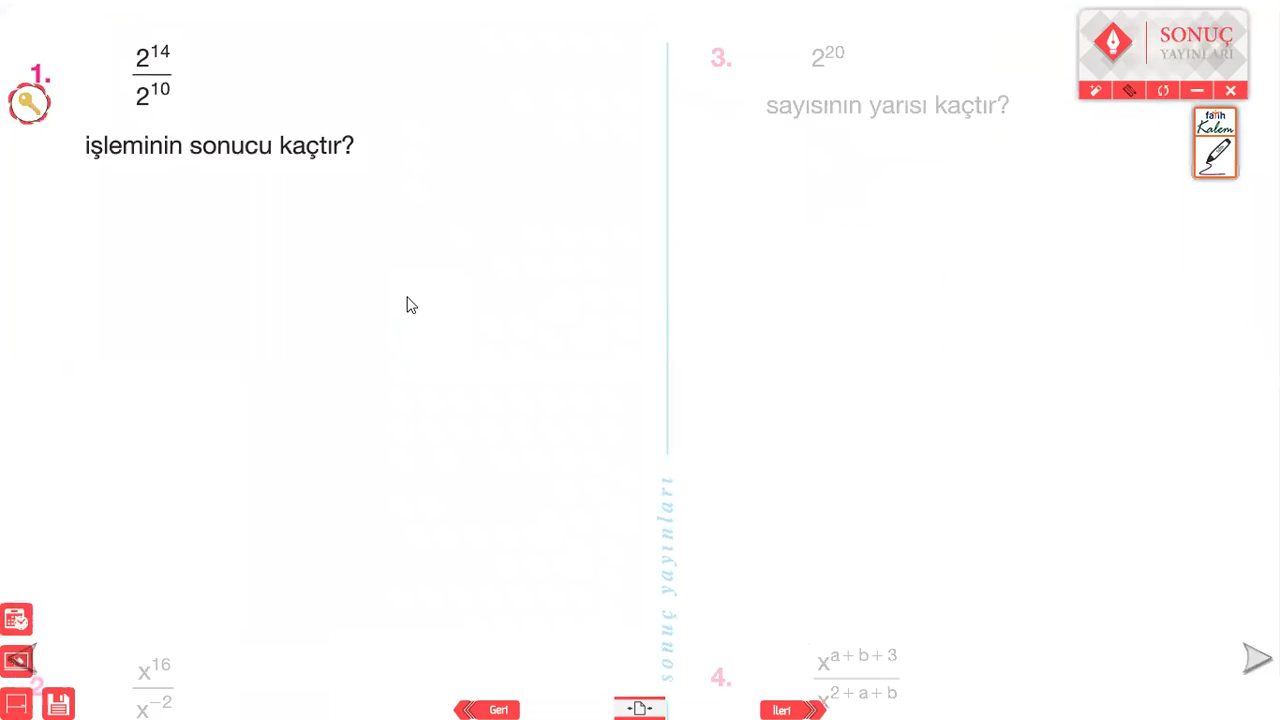 1.
2^14
2^10
işleminin sonucu kaçtır?
2
x^16
x^−2
3.
2^20
sayısının yarısı kaçtır?
4.
x^a + b + 3
x^2 + a + b
sonuç yayınları
SONUÇ
YAYINLARI
fatih
Kalem
Geri
İleri